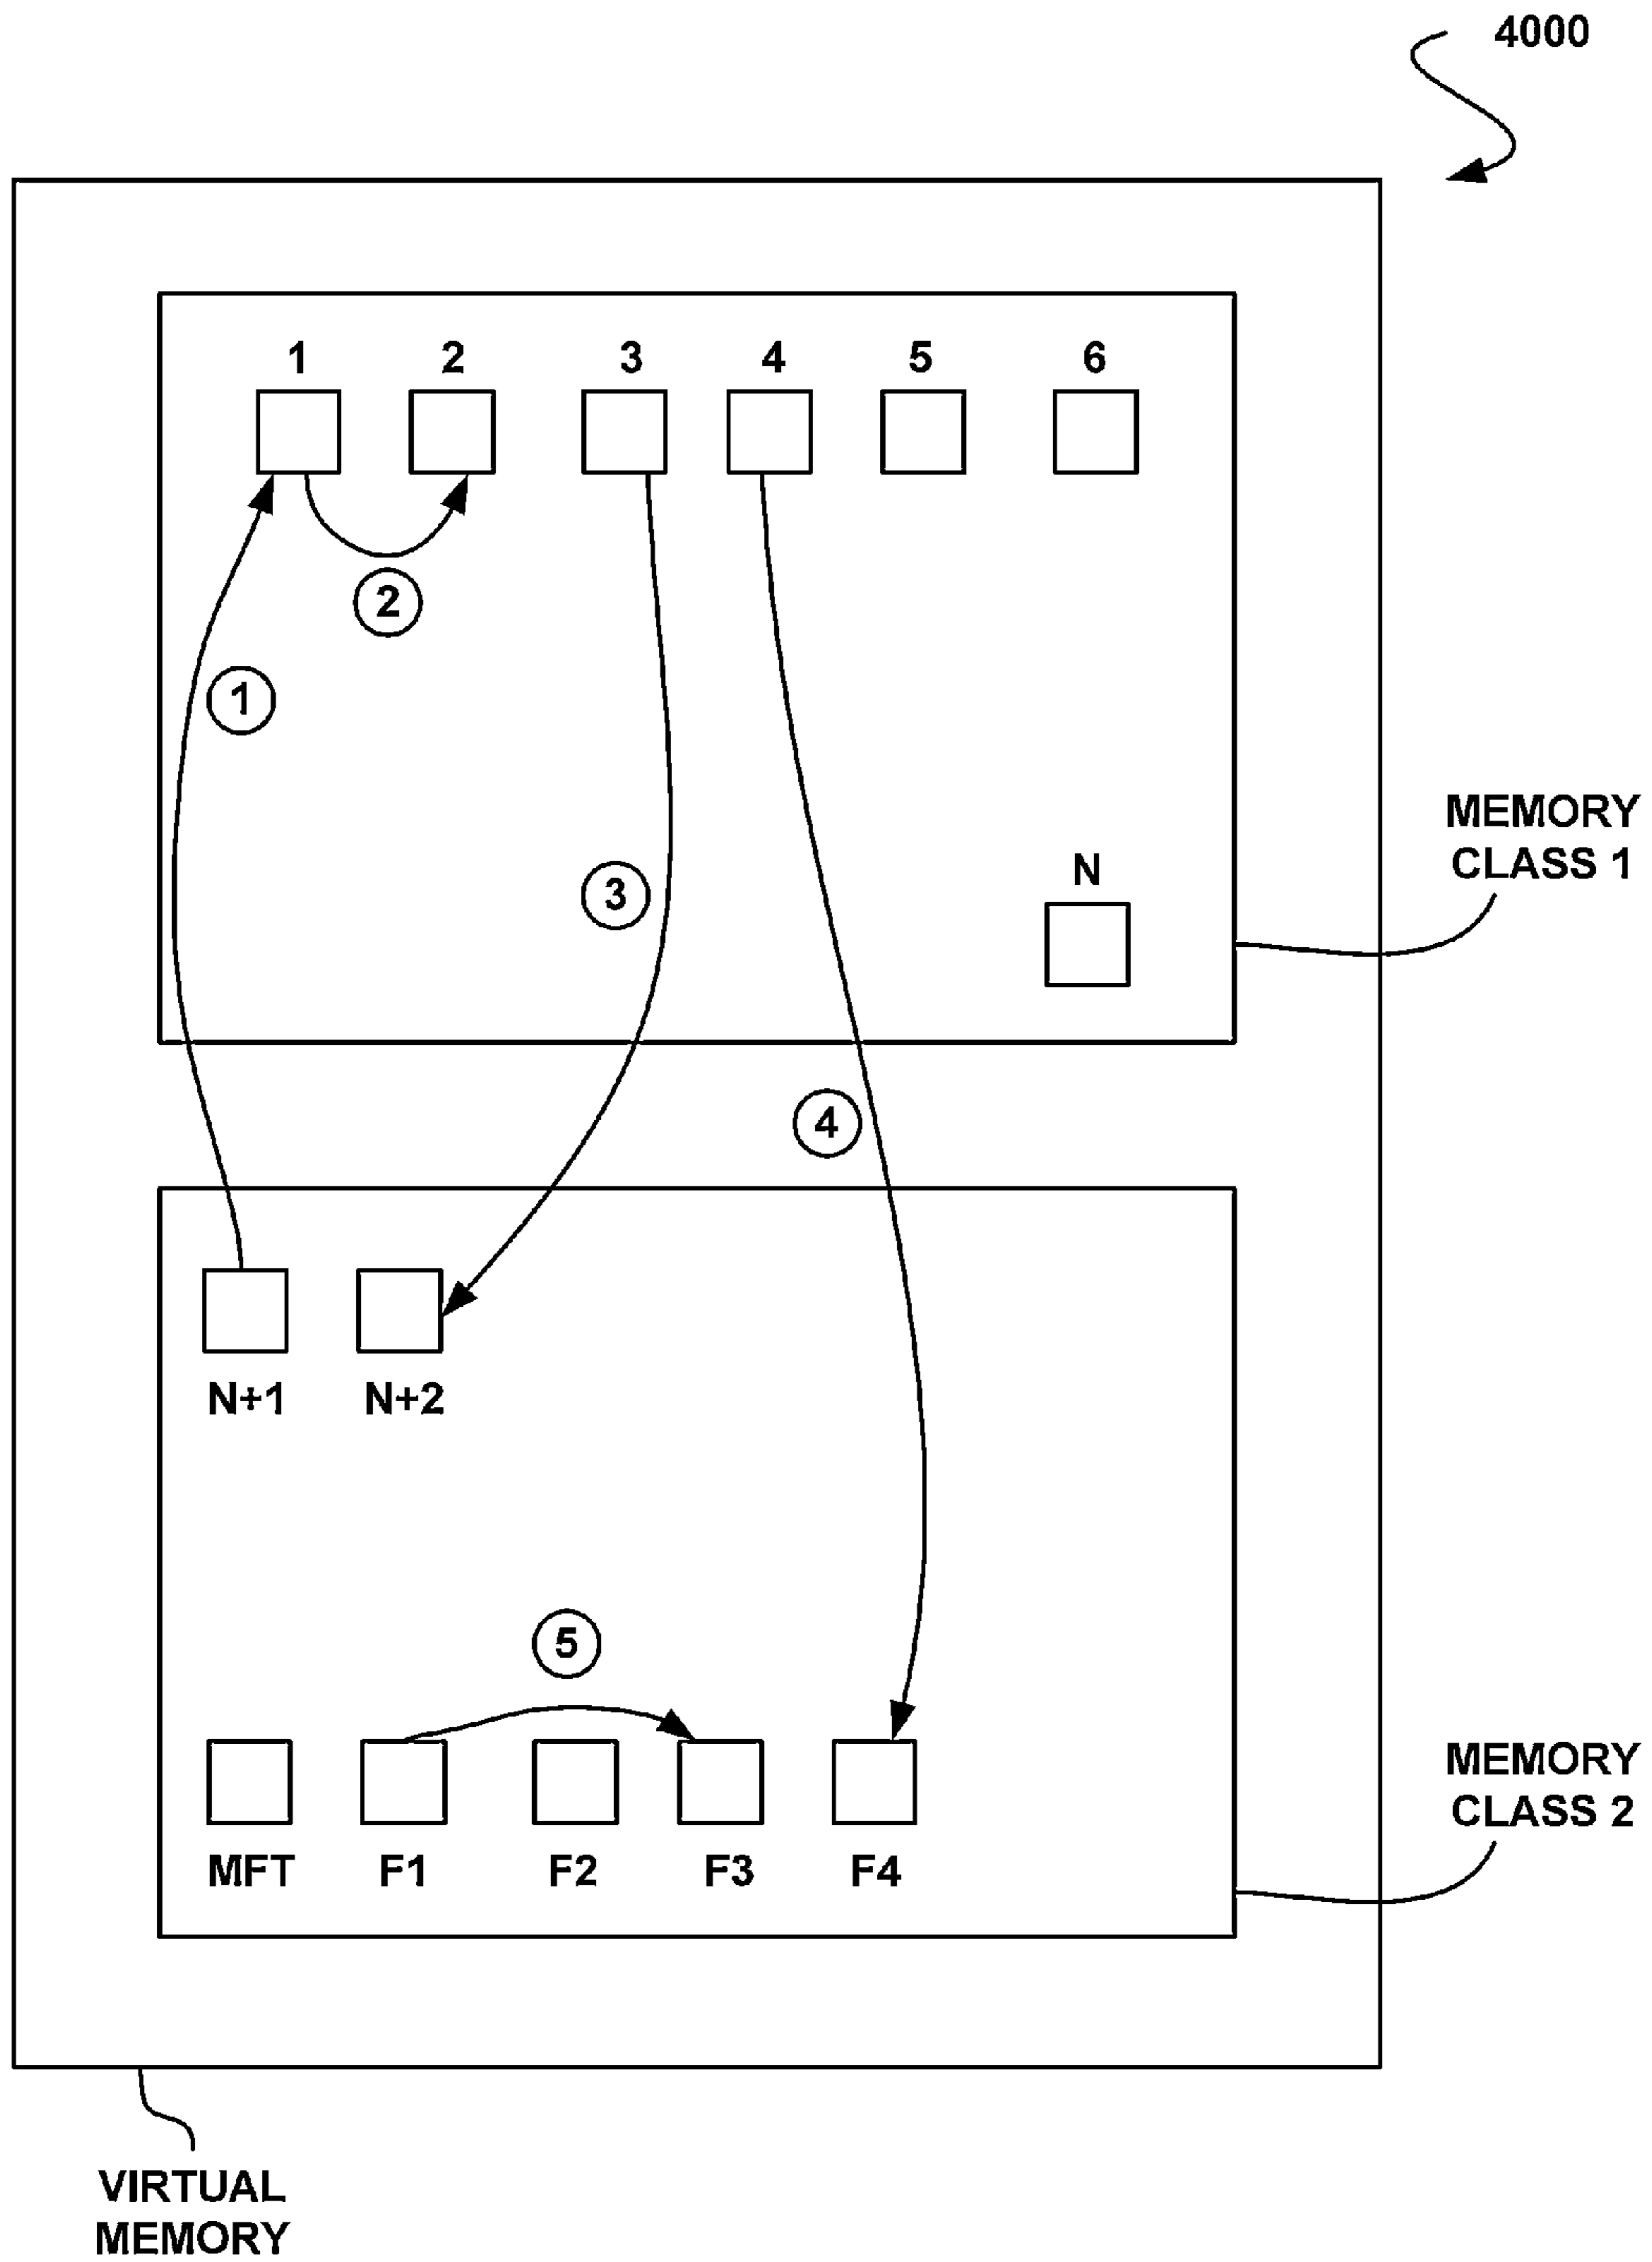 4000
1 2 3 4 5 6
2
1
MEMORY
CLASS 1
3
N
4
N+1 N+2
5
MEMORY
CLASS 2
MFT F1 F2 F3 F4
VIRTUAL
MEMORY